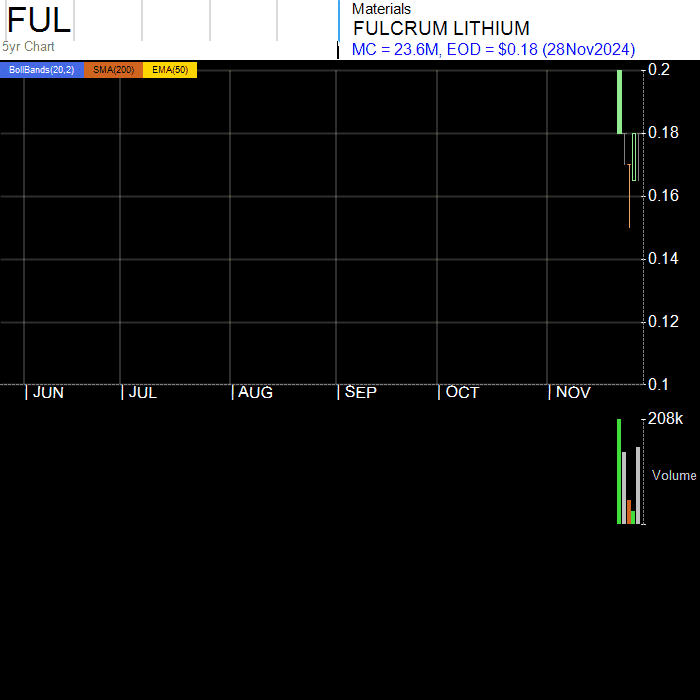 FUL
5yr Chart
Materials
FULCRUM LITHIUM
MC = 23.6M, EOD = $0.18 (28Nov2024)
BollBands(20,2) SMA(200) EMA(50)
0.2
0.18
0.16
0.14
0.12
0.1
| JUN | JUL | AUG | SEP | OCT | NOV
208k
Volume